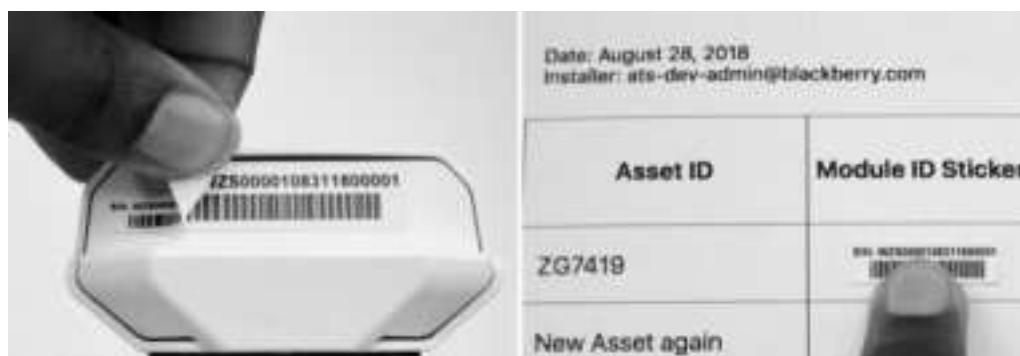 NZS0000108311600001
Date: August 28, 2018
Installer: ats-dev-admin@blackberry.com
Asset ID
Module ID Sticker
ZG7419
New Asset again